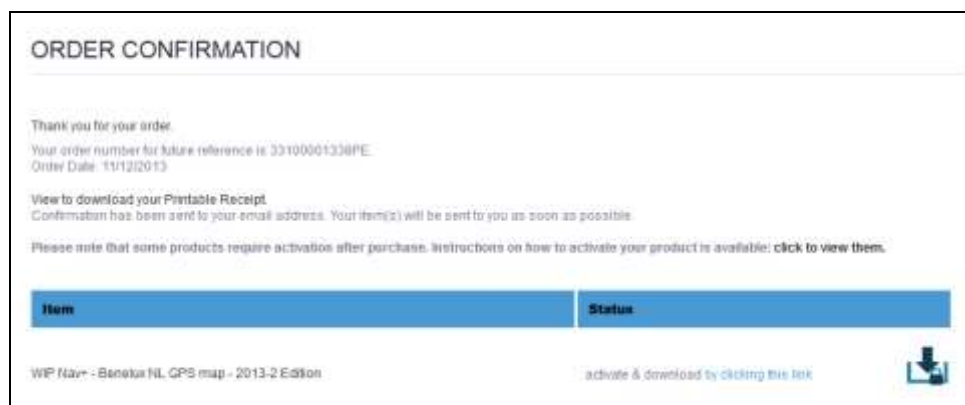 ORDER CONFIRMATION
Thank you for your order.
Your order number for future reference is 33100001338PE.
Order Date: 11/12/2013
View to download your Printable Receipt.
Confirmation has been sent to your email address. Your item(s) will be sent to you as soon as possible.
Please note that some products require activation after purchase. Instructions on how to activate your product is available: click to view them.
Item Status
WIP Nav+ - Benelux NL GPS map - 2013-2 Edition activate & download by clicking this link